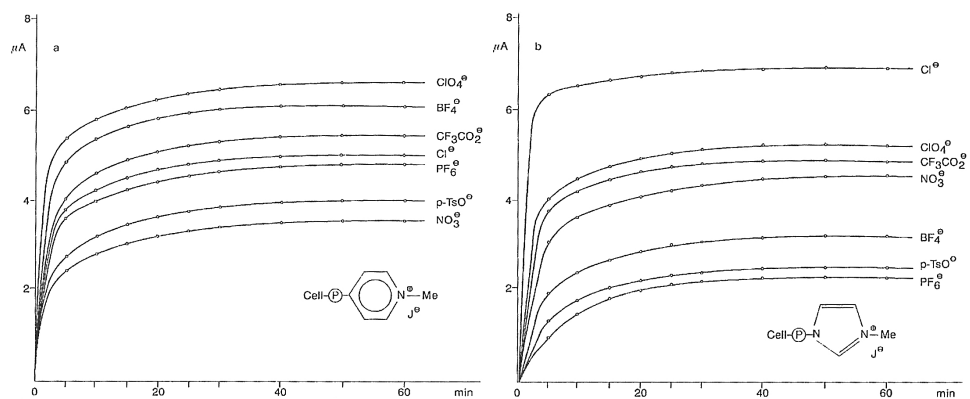 8
μA a
6
4
2
0 20 40 60 min
ClO4⊖
BF4⊖
CF3CO2⊖
Cl⊖
PF6⊖
p-TsO⊖
NO3⊖
Cell-Ⓟ- N⊕-Me
J⊖
8
μA b
6
4
2
0 20 40 60 min
Cl⊖
ClO4⊖
CF3CO2⊖
NO3⊖
BF4⊖
p-TsO⊖
PF6⊖
Cell-Ⓟ-N N⊕-Me
J⊖